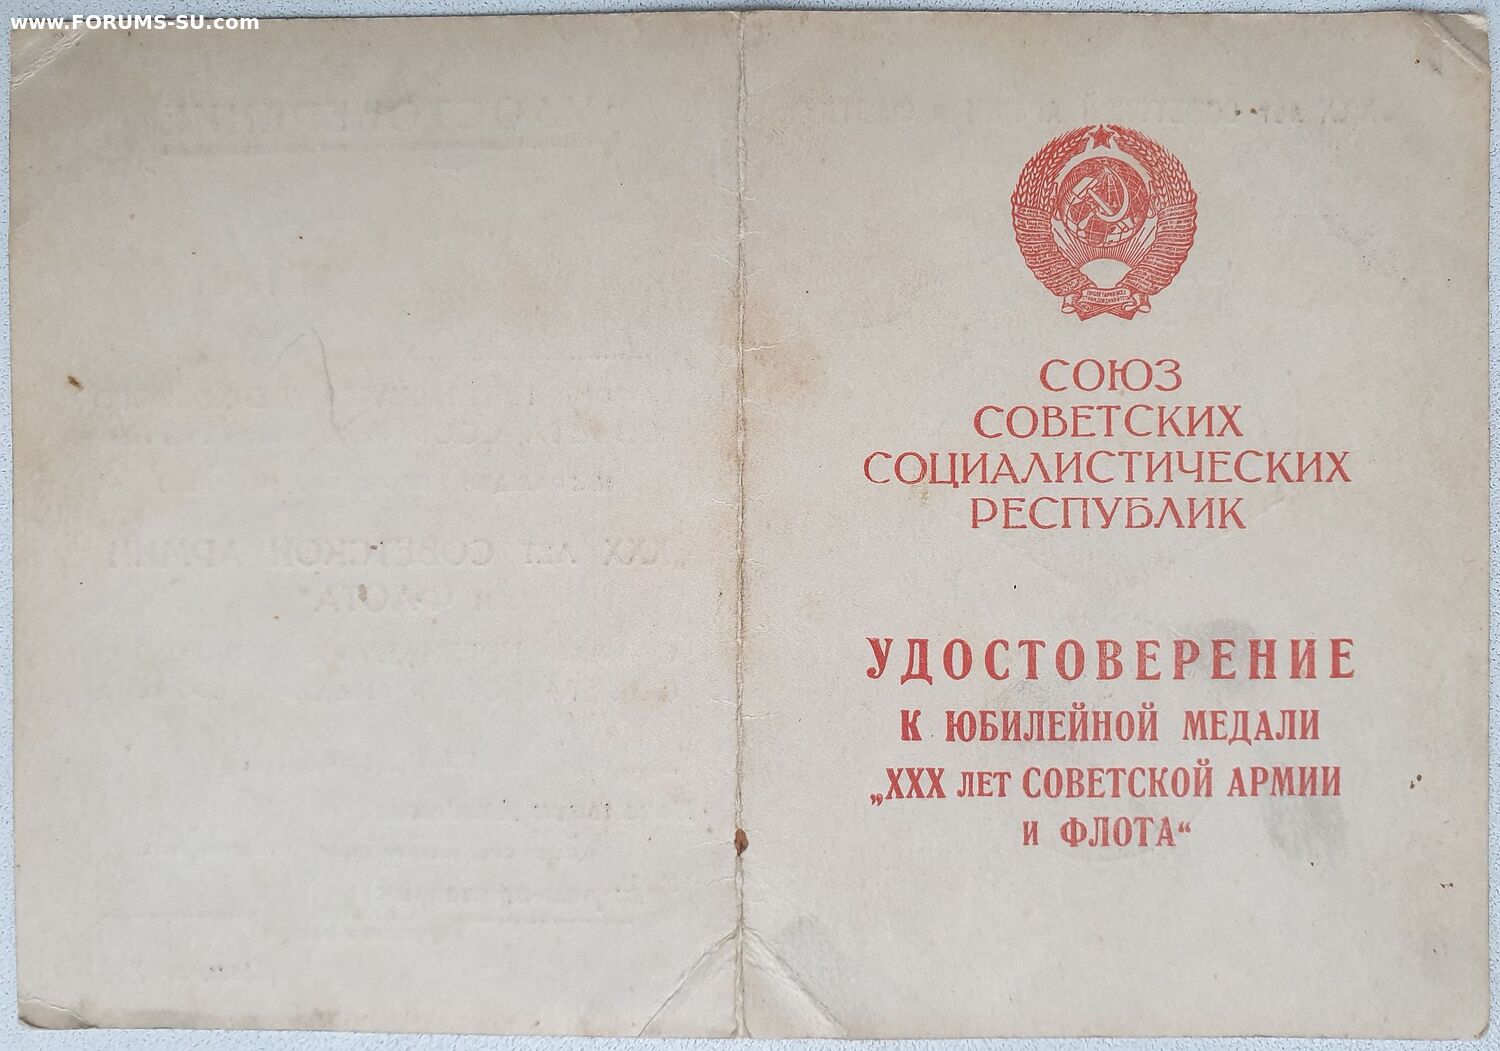 www.FORUMS-SU.com
СОЮЗ
СОВЕТСКИХ
СОЦИАЛИСТИЧЕСКИХ
РЕСПУБЛИК
УДОСТОВЕРЕНИЕ
К ЮБИЛЕЙНОЙ МЕДАЛИ
„XXX ЛЕТ СОВЕТСКОЙ АРМИИ
И ФЛОТА“